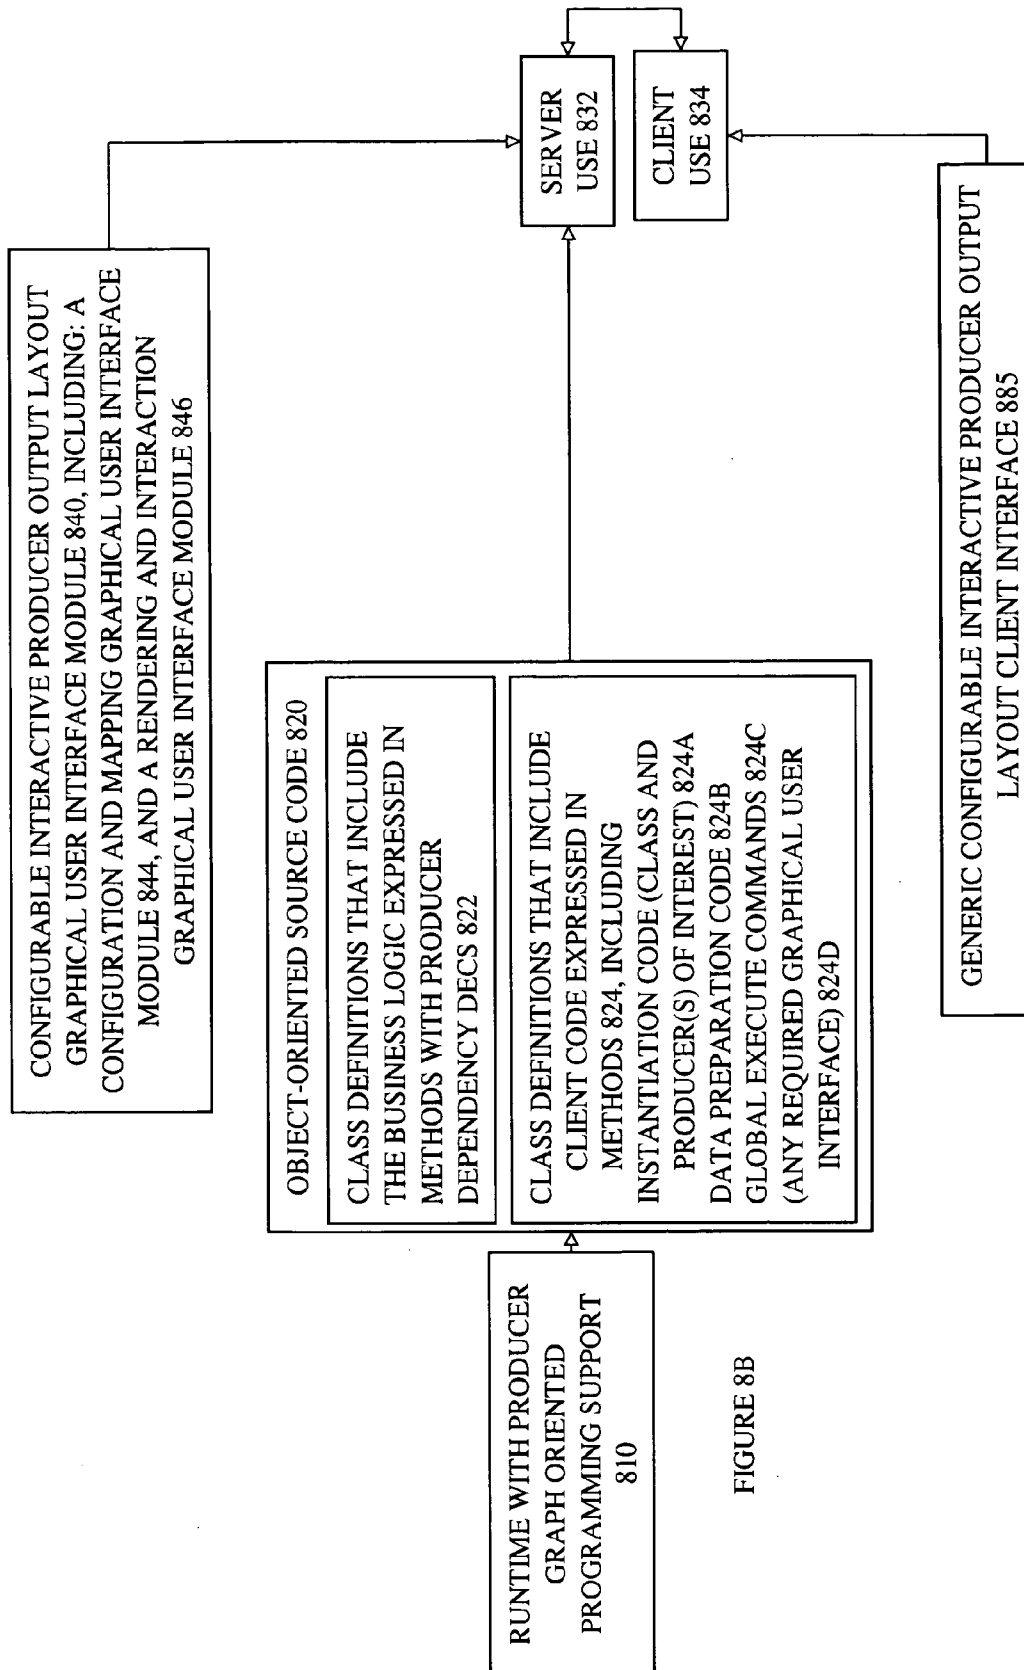 CONFIGURABLE INTERACTIVE PRODUCER OUTPUT LAYOUT
GRAPHICAL USER INTERFACE MODULE 840, INCLUDING: A
CONFIGURATION AND MAPPING GRAPHICAL USER INTERFACE
MODULE 844, AND A RENDERING AND INTERACTION
GRAPHICAL USER INTERFACE MODULE 846
RUNTIME WITH PRODUCER
GRAPH ORIENTED
PROGRAMMING SUPPORT
810
OBJECT-ORIENTED SOURCE CODE 820
CLASS DEFINITIONS THAT INCLUDE
THE BUSINESS LOGIC EXPRESSED IN
METHODS WITH PRODUCER
DEPENDENCY DECS 822
CLASS DEFINITIONS THAT INCLUDE
CLIENT CODE EXPRESSED IN
METHODS 824, INCLUDING
INSTANTIATION CODE (CLASS AND
PRODUCER(S) OF INTEREST) 824A
DATA PREPARATION CODE 824B
GLOBAL EXECUTE COMMANDS 824C
(ANY REQUIRED GRAPHICAL USER
INTERFACE) 824D
SERVER
USE 832
CLIENT
USE 834
GENERIC CONFIGURABLE INTERACTIVE PRODUCER OUTPUT
LAYOUT CLIENT INTERFACE 885
FIGURE 8B